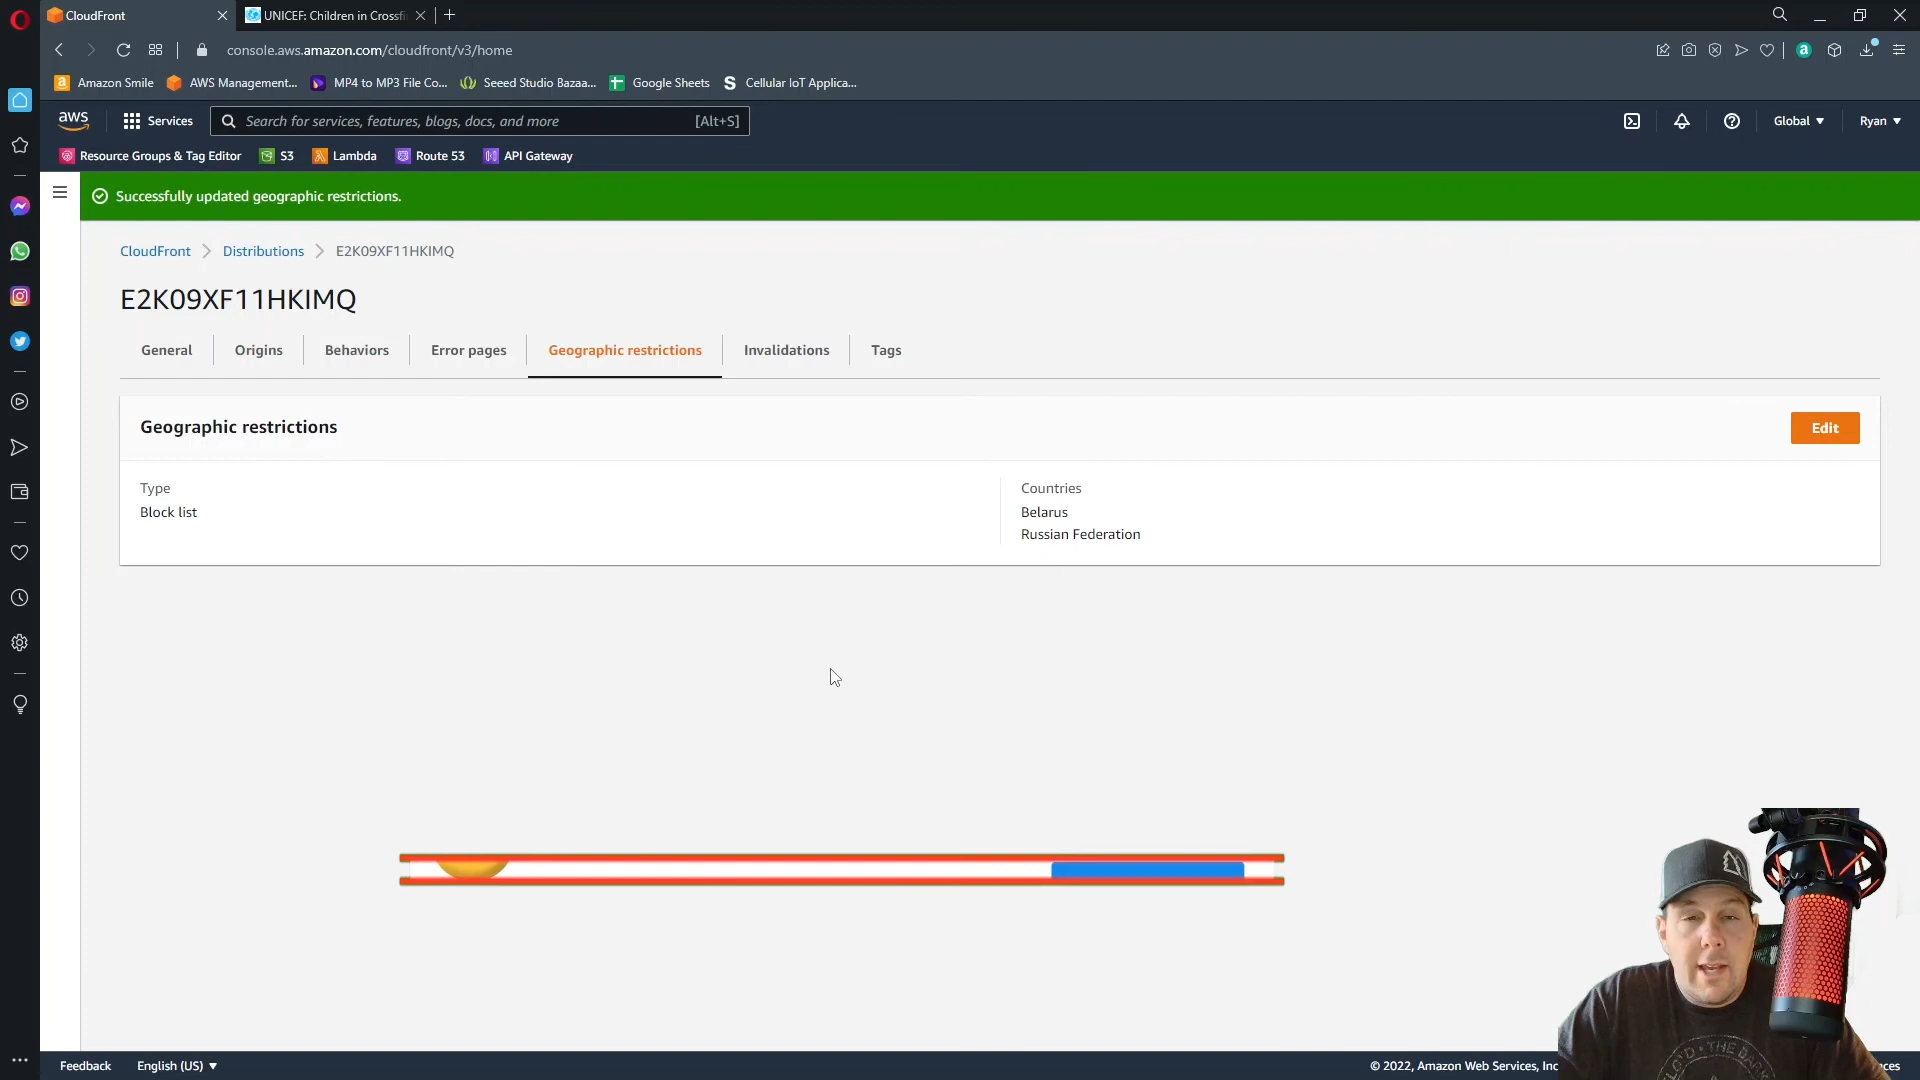 CloudFront
UNICEF: Children in Crossfi
console.aws.amazon.com/cloudfront/v3/home
Amazon Smile
AWS Management...
MP4 to MP3 File Co...
Seeed Studio Bazaa...
Google Sheets
Cellular IoT Applica...
aws
Services
Search for services, features, blogs, docs, and more
[Alt+S]
Global
Ryan
Resource Groups & Tag Editor
S3
Lambda
Route 53
API Gateway
Successfully updated geographic restrictions.
CloudFront
Distributions
E2K09XF11HKIMQ
E2K09XF11HKIMQ
General
Origins
Behaviors
Error pages
Geographic restrictions
Invalidations
Tags
Geographic restrictions
Edit
Type
Block list
Countries
Belarus
Russian Federation
Feedback
English (US)
© 2022, Amazon Web Services, Inc